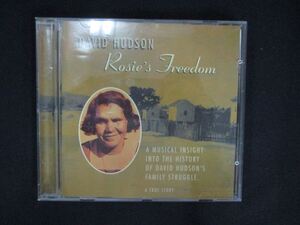 DAVID HUDSON
Rosie's Freedom
A MUSICAL INSIGHT
INTO THE HISTORY
OF DAVID HUDSON'S
FAMILY STRUGGLE
A TRUE STORY